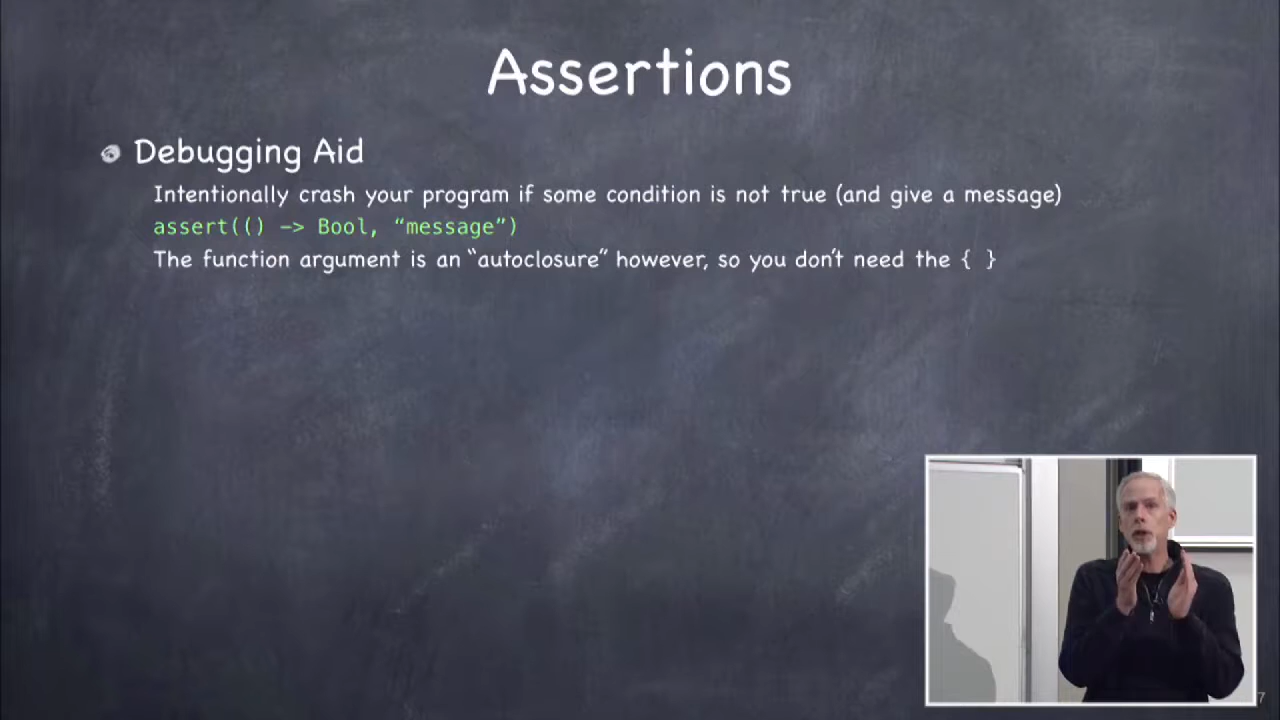 Assertions
Debugging Aid
Intentionally crash your program if some condition is not true (and give a message)
assert(() -> Bool, “message”)
The function argument is an “autoclosure” however, so you don’t need the { }
7